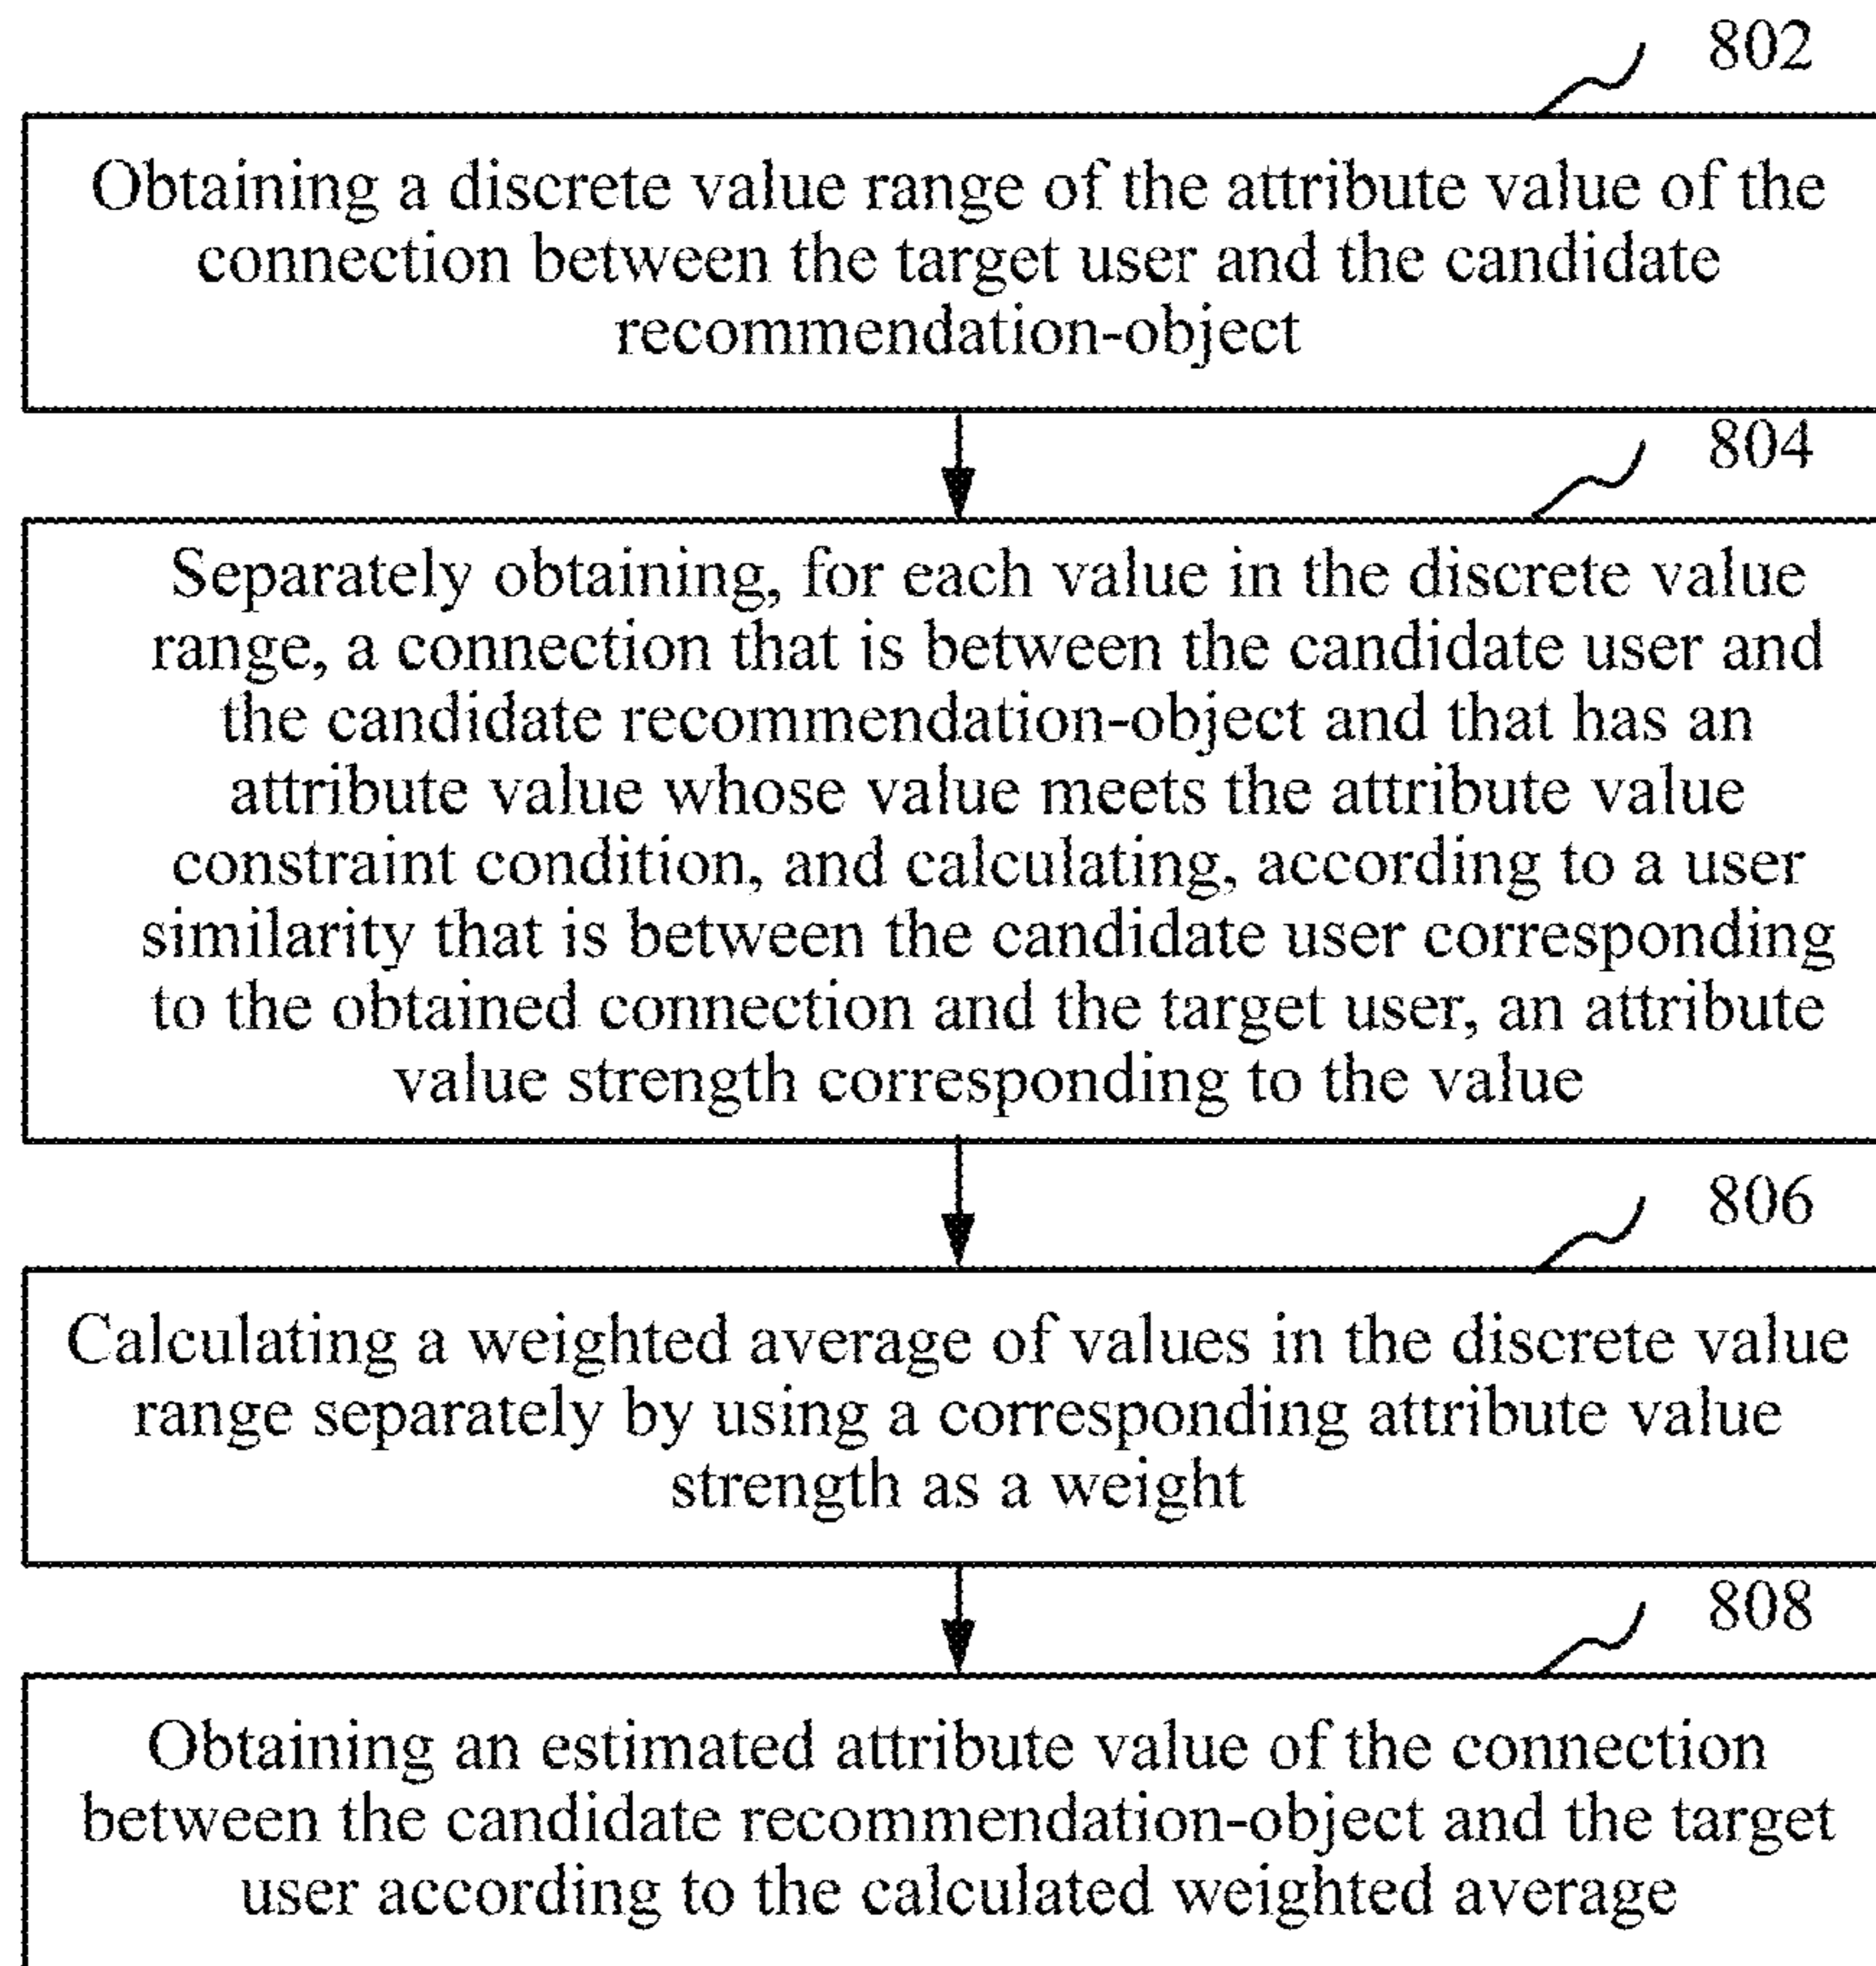 802
Obtaining a discrete value range of the attribute value of the
connection between the target user and the candidate
recommendation-object
804
Separately obtaining, for each value in the discrete value
range, a connection that is between the candidate user and
the candidate recommendation-object and that has an
attribute value whose value meets the attribute value
constraint condition, and calculating, according to a user
similarity that is between the candidate user corresponding
to the obtained connection and the target user, an attribute
value strength corresponding to the value
806
Calculating a weighted average of values in the discrete value
range separately by using a corresponding attribute value
strength as a weight
808
Obtaining an estimated attribute value of the connection
between the candidate recommendation-object and the target
user according to the calculated weighted average